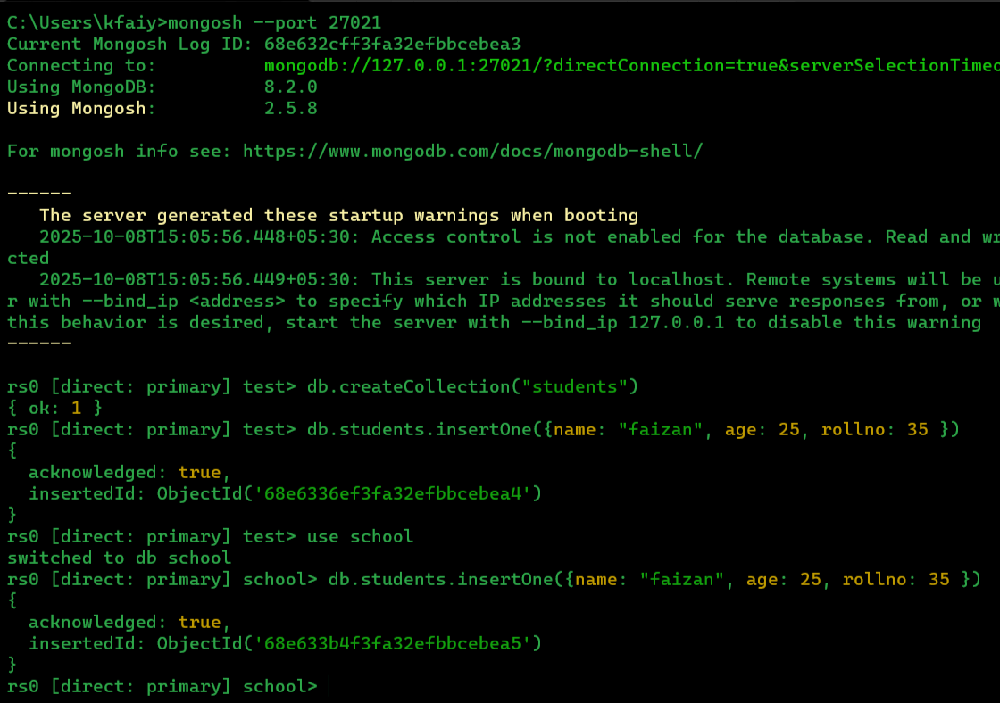 C:\Users\kfaiy>mongosh --port 27021
Current Mongosh Log ID: 68e632cff3fa32efbbcebea3
Connecting to:          mongodb://127.0.0.1:27021/?directConnection=true&serverSelectionTimeo
Using MongoDB:          8.2.0
Using Mongosh:          2.5.8
For mongosh info see: https://www.mongodb.com/docs/mongodb-shell/
------
   The server generated these startup warnings when booting
   2025-10-08T15:05:56.448+05:30: Access control is not enabled for the database. Read and wr
cted
   2025-10-08T15:05:56.449+05:30: This server is bound to localhost. Remote systems will be u
r with --bind_ip <address> to specify which IP addresses it should serve responses from, or w
this behavior is desired, start the server with --bind_ip 127.0.0.1 to disable this warning
------
rs0 [direct: primary] test> db.createCollection("students")
{ ok: 1 }
rs0 [direct: primary] test> db.students.insertOne({name: "faizan", age: 25, rollno: 35 })
{
  acknowledged: true,
  insertedId: ObjectId('68e6336ef3fa32efbbcebea4')
}
rs0 [direct: primary] test> use school
switched to db school
rs0 [direct: primary] school> db.students.insertOne({name: "faizan", age: 25, rollno: 35 })
{
  acknowledged: true,
  insertedId: ObjectId('68e633b4f3fa32efbbcebea5')
}
rs0 [direct: primary] school>